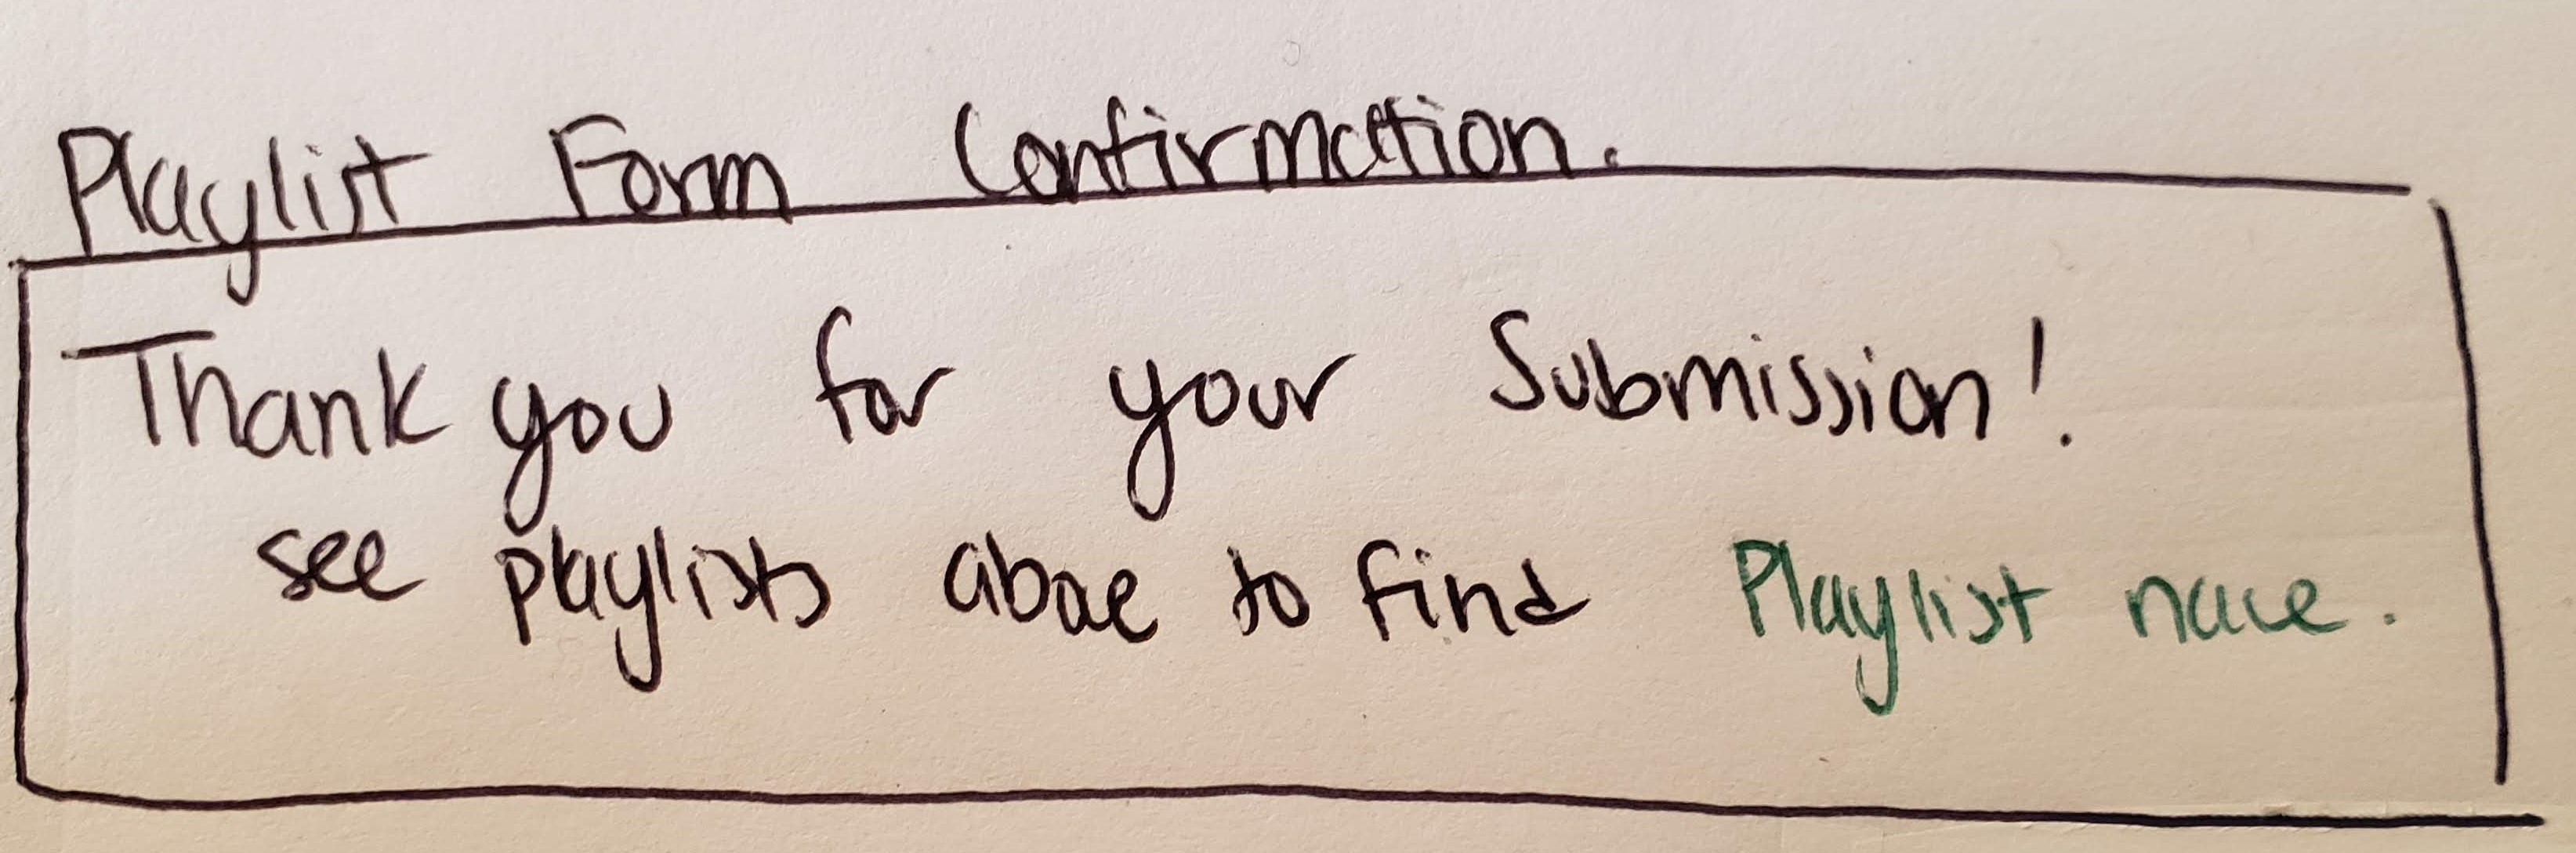 Playlist Form Confirmation.
Thank you for your Submission!
see playlists above to find Playlist name.